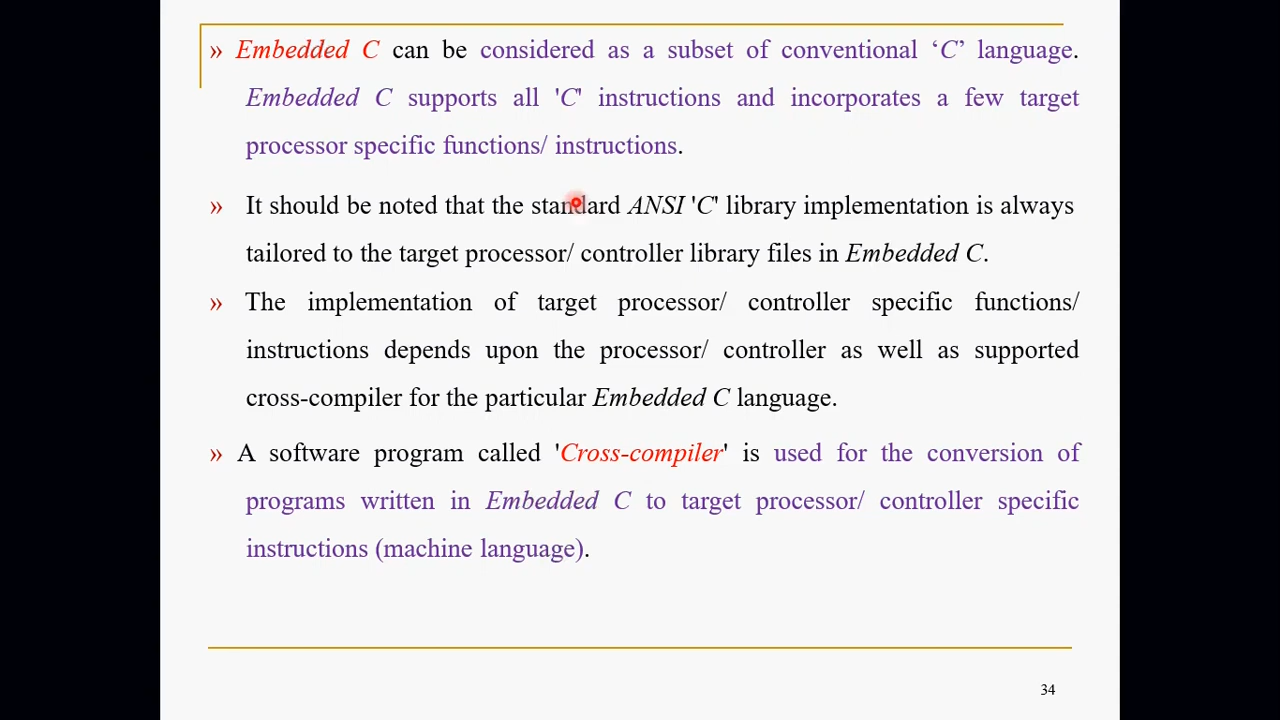 » Embedded C can be considered as a subset of conventional ‘C’ language.
Embedded C supports all 'C' instructions and incorporates a few target
processor specific functions/ instructions.
» It should be noted that the standard ANSI 'C' library implementation is always
tailored to the target processor/ controller library files in Embedded C.
» The implementation of target processor/ controller specific functions/
instructions depends upon the processor/ controller as well as supported
cross-compiler for the particular Embedded C language.
» A software program called 'Cross-compiler' is used for the conversion of
programs written in Embedded C to target processor/ controller specific
instructions (machine language).
34